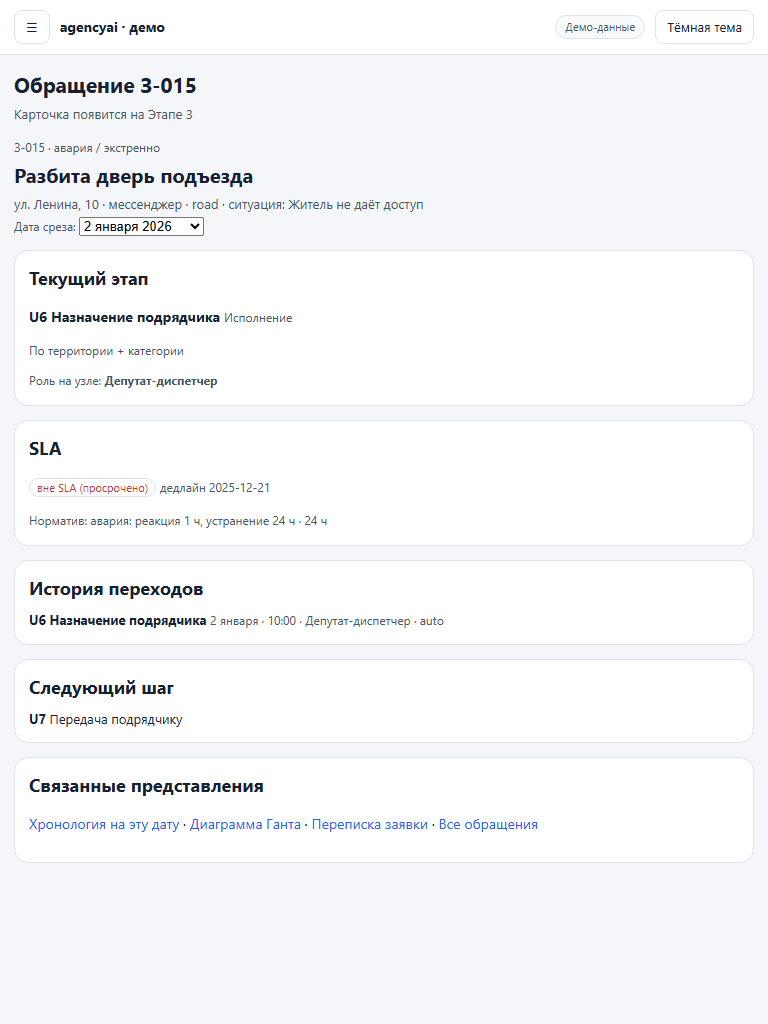 ☰ agencyai · демо Демо-данные Тёмная тема
Обращение З-015
Карточка появится на Этапе 3
З-015 · авария / экстренно
Разбита дверь подъезда
ул. Ленина, 10 · мессенджер · road · ситуация: Житель не даёт доступ
Дата среза: 2 января 2026
Текущий этап
U6 Назначение подрядчика Исполнение
По территории + категории
Роль на узле: Депутат-диспетчер
SLA
вне SLA (просрочено) дедлайн 2025-12-21
Норматив: авария: реакция 1 ч, устранение 24 ч · 24 ч
История переходов
U6 Назначение подрядчика 2 января · 10:00 · Депутат-диспетчер · auto
Следующий шаг
U7 Передача подрядчику
Связанные представления
Хронология на эту дату · Диаграмма Ганта · Переписка заявки · Все обращения